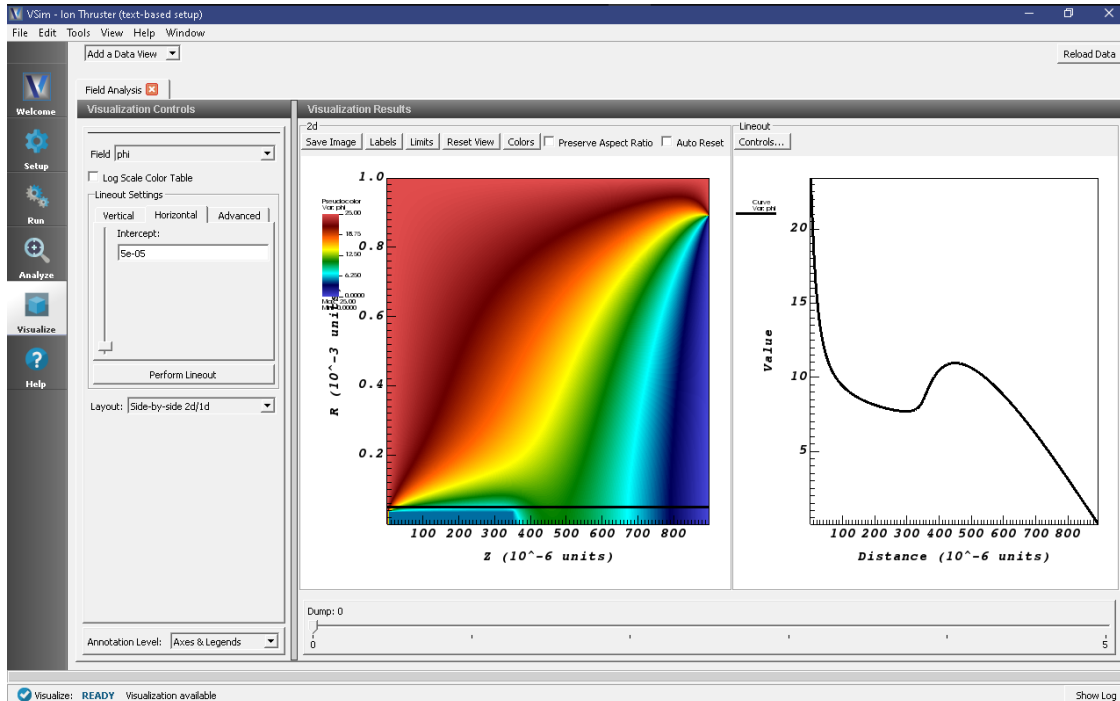 VSim - Ion Thruster (text-based setup)
File Edit Tools View Help Window
Add a Data View
Reload Data
Field Analysis
Welcome
Setup
Run
Analyze
Visualize
Help
Visualization Controls
Field phi
Log Scale Color Table
Lineout Settings
Vertical Horizontal Advanced
Intercept:
5e-05
Perform Lineout
Layout: Side-by-side 2d/1d
Annotation Level: Axes & Legends
Visualization Results
2d
Save Image Labels Limits Reset View Colors Preserve Aspect Ratio Auto Reset
Pseudocolor
Var: phi
25.00
18.75
12.50
6.250
0.0000
Max: 25.00
Min: 0.0000
1.0
0.8
0.6
0.4
0.2
R (10^-3 units)
100 200 300 400 500 600 700 800
Z (10^-6 units)
Lineout
Controls...
Curve
Var: phi
20
15
10
5
Value
100 200 300 400 500 600 700 800
Distance (10^-6 units)
Dump: 0
0 5
Visualize: READY Visualization available
Show Log